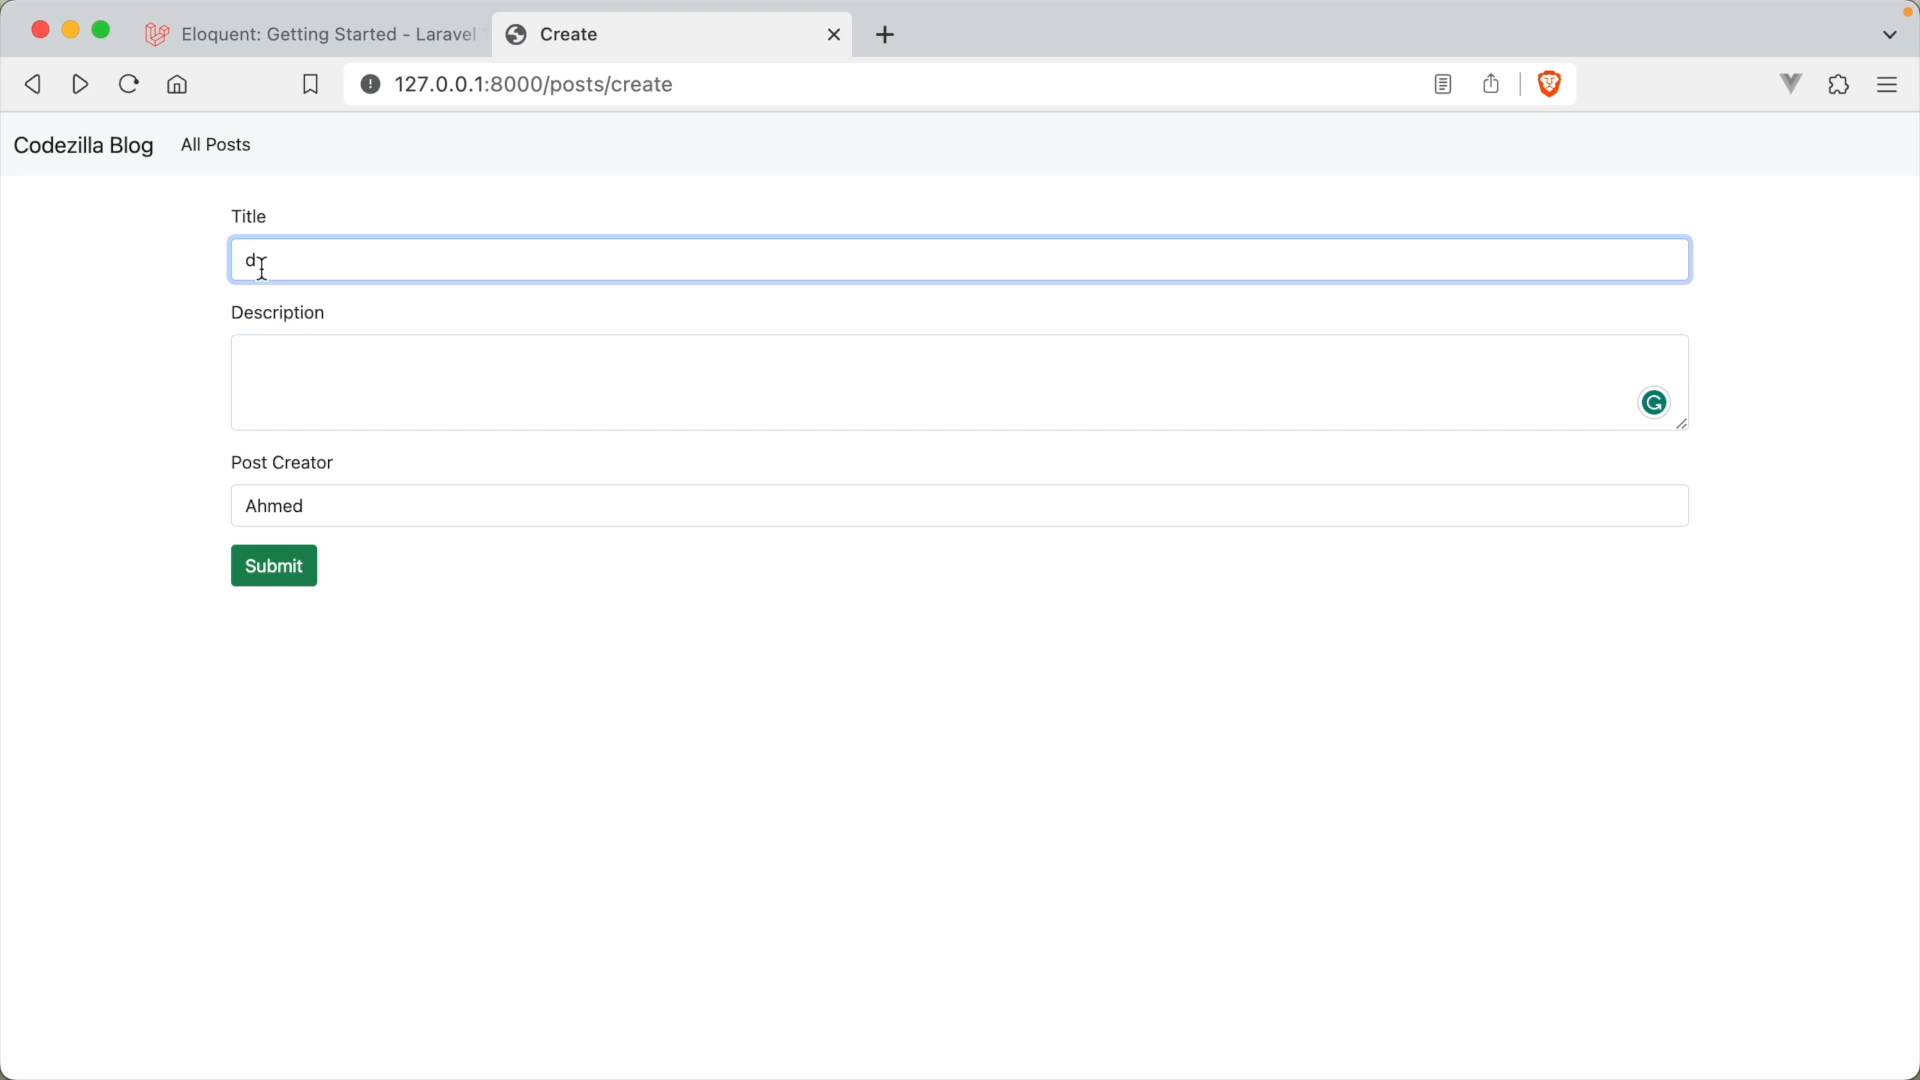 Eloquent: Getting Started - Laravel
Create
127.0.0.1:8000/posts/create
Codezilla Blog
All Posts
Title
d
Description
Post Creator
Ahmed
Submit